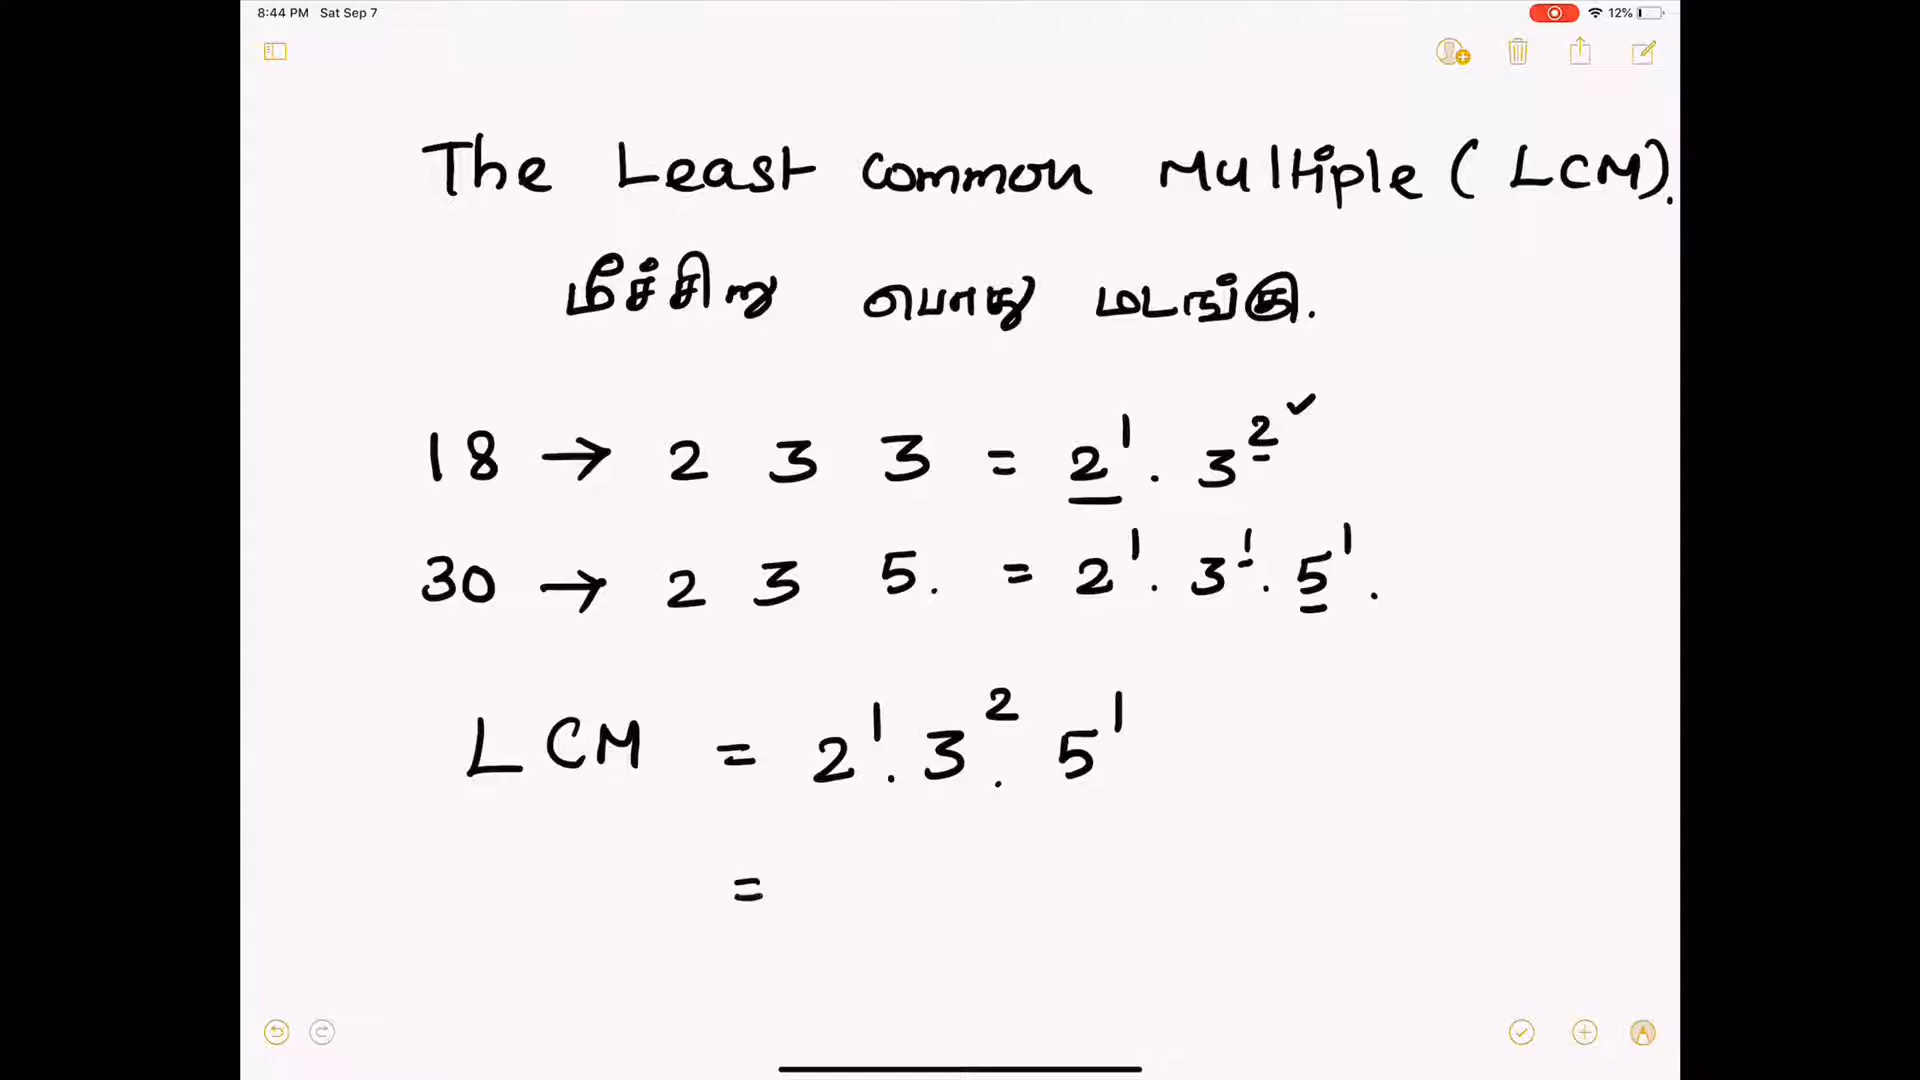 8:44 PM Sat Sep 7 12%
The Least Common Multiple (LCM).
மீச்சிறு பொது மடங்கு.
18 → 2 3 3 = 2¹ . 3² ✓
30 → 2 3 5. = 2¹ . 3¹ . 5¹ .
LCM = 2¹ . 3² . 5¹
=